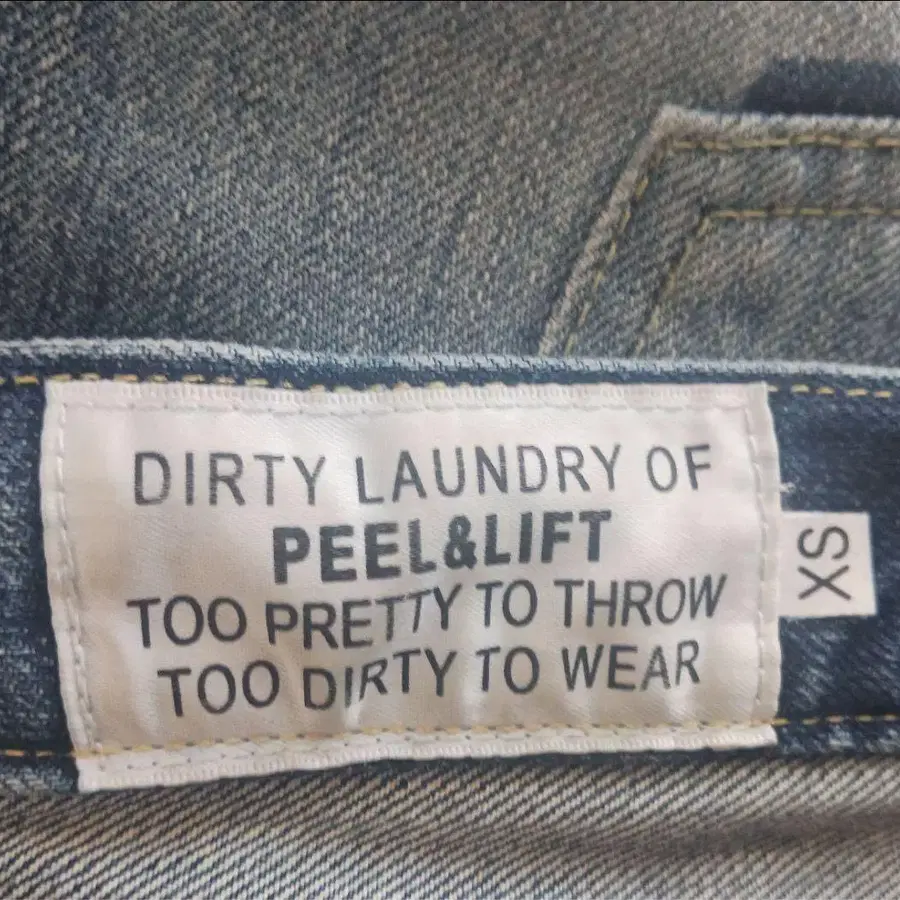 DIRTY LAUNDRY OF
PEEL&LIFT
TOO PRETTY TO THROW
TOO DIRTY TO WEAR
XS